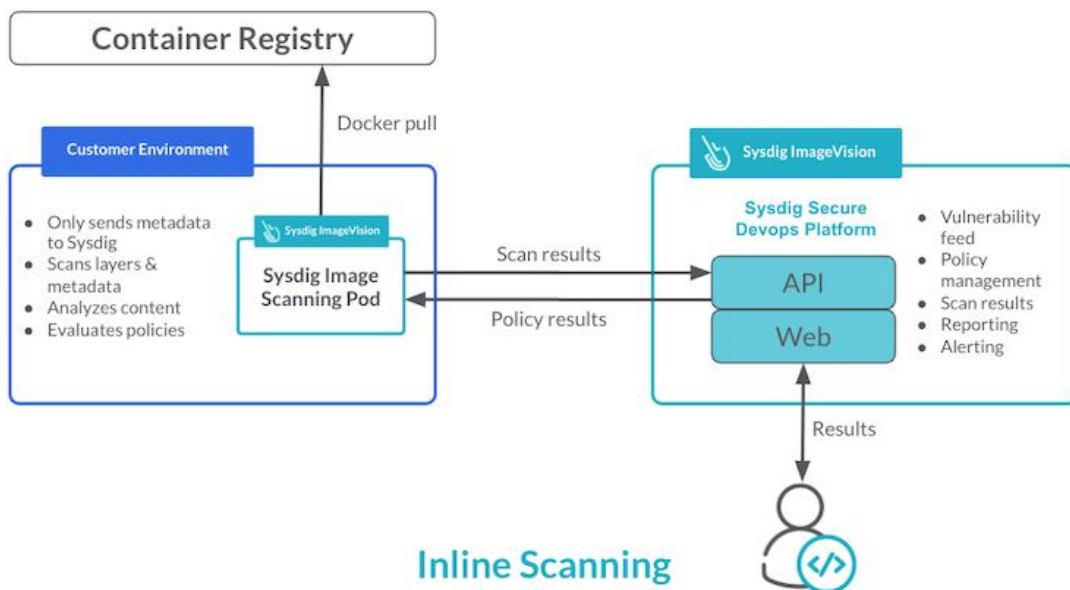 Container Registry
Docker pull
Customer Environment
Only sends metadata
to Sysdig
Scans layers &
metadata
Analyzes content
Evaluates policies
Sysdig ImageVision
Sysdig Image
Scanning Pod
Scan results
Policy results
Sysdig ImageVision
Sysdig Secure
Devops Platform
API
Web
Vulnerability
feed
Policy
management
Scan results
Reporting
Alerting
Results
</>
Inline Scanning